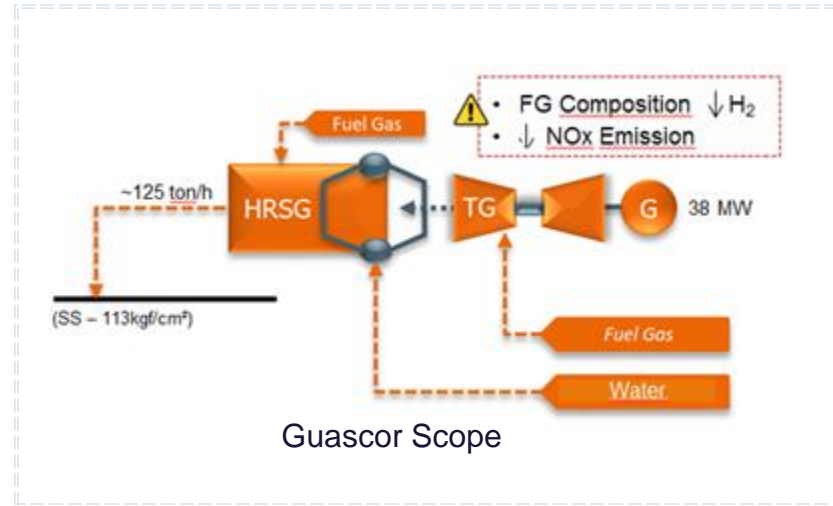 • FG Composition ↓H₂
• ↓ NOx Emission
Fuel Gas
~125 ton/h
HRSG
TG
G
38 MW
(SS – 113kgf/cm²)
Fuel Gas
Water
Guascor Scope